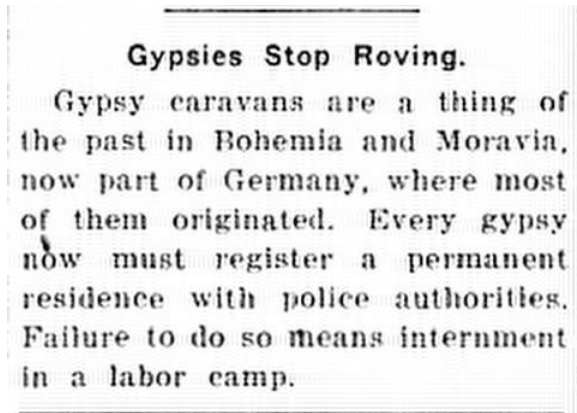 Gypsies Stop Roving.
Gypsy caravans are a thing of
the past in Bohemia and Moravia,
now part of Germany, where most
of them originated. Every gypsy
now must register a permanent
residence with police authorities.
Failure to do so means internment
in a labor camp.